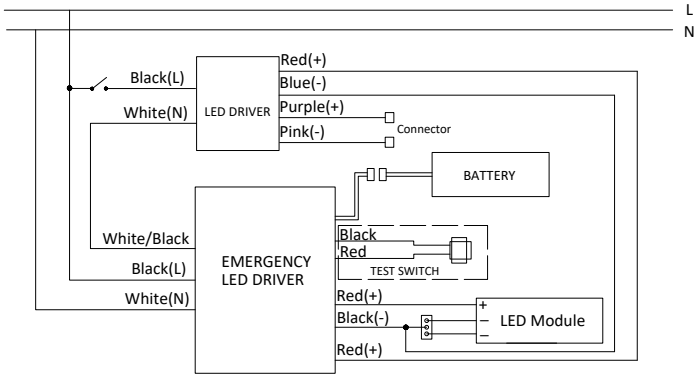 L
N
Red(+)
Black(L)
Blue(-)
White(N)
LED DRIVER
Purple(+)
Pink(-)
Connector
BATTERY
White/Black
Black
Red
TEST SWITCH
EMERGENCY
LED DRIVER
Black(L)
White(N)
Red(+)
Black(-)
+
−
−
LED Module
Red(+)